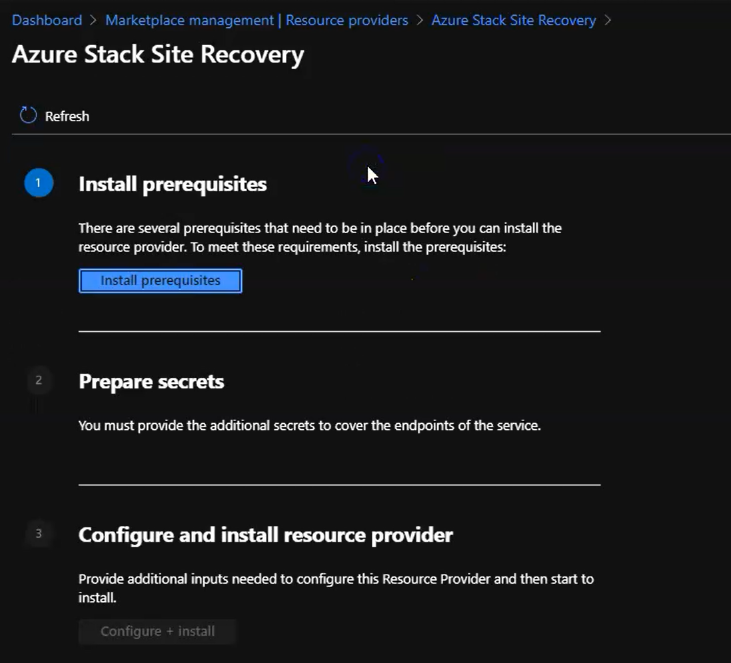 Dashboard > Marketplace management | Resource providers > Azure Stack Site Recovery >
Azure Stack Site Recovery
Refresh
1 Install prerequisites
There are several prerequisites that need to be in place before you can install the
resource provider. To meet these requirements, install the prerequisites:
Install prerequisites
2 Prepare secrets
You must provide the additional secrets to cover the endpoints of the service.
3 Configure and install resource provider
Provide additional inputs needed to configure this Resource Provider and then start to
install.
Configure + install